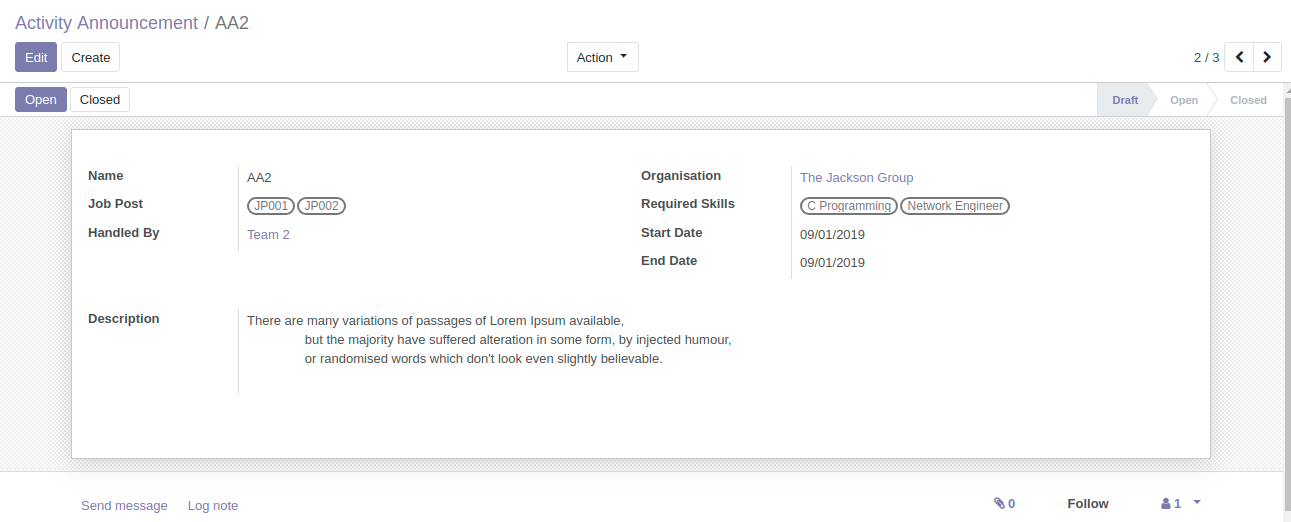 Activity Announcement / AA2
Edit Create Action 2 / 3
Open Closed Draft Open Closed
Name AA2 Organisation The Jackson Group
Job Post JP001 JP002 Required Skills C Programming Network Engineer
Handled By Team 2 Start Date 09/01/2019
End Date 09/01/2019
Description There are many variations of passages of Lorem Ipsum available,
but the majority have suffered alteration in some form, by injected humour,
or randomised words which don't look even slightly believable.
Send message Log note 0 Follow 1